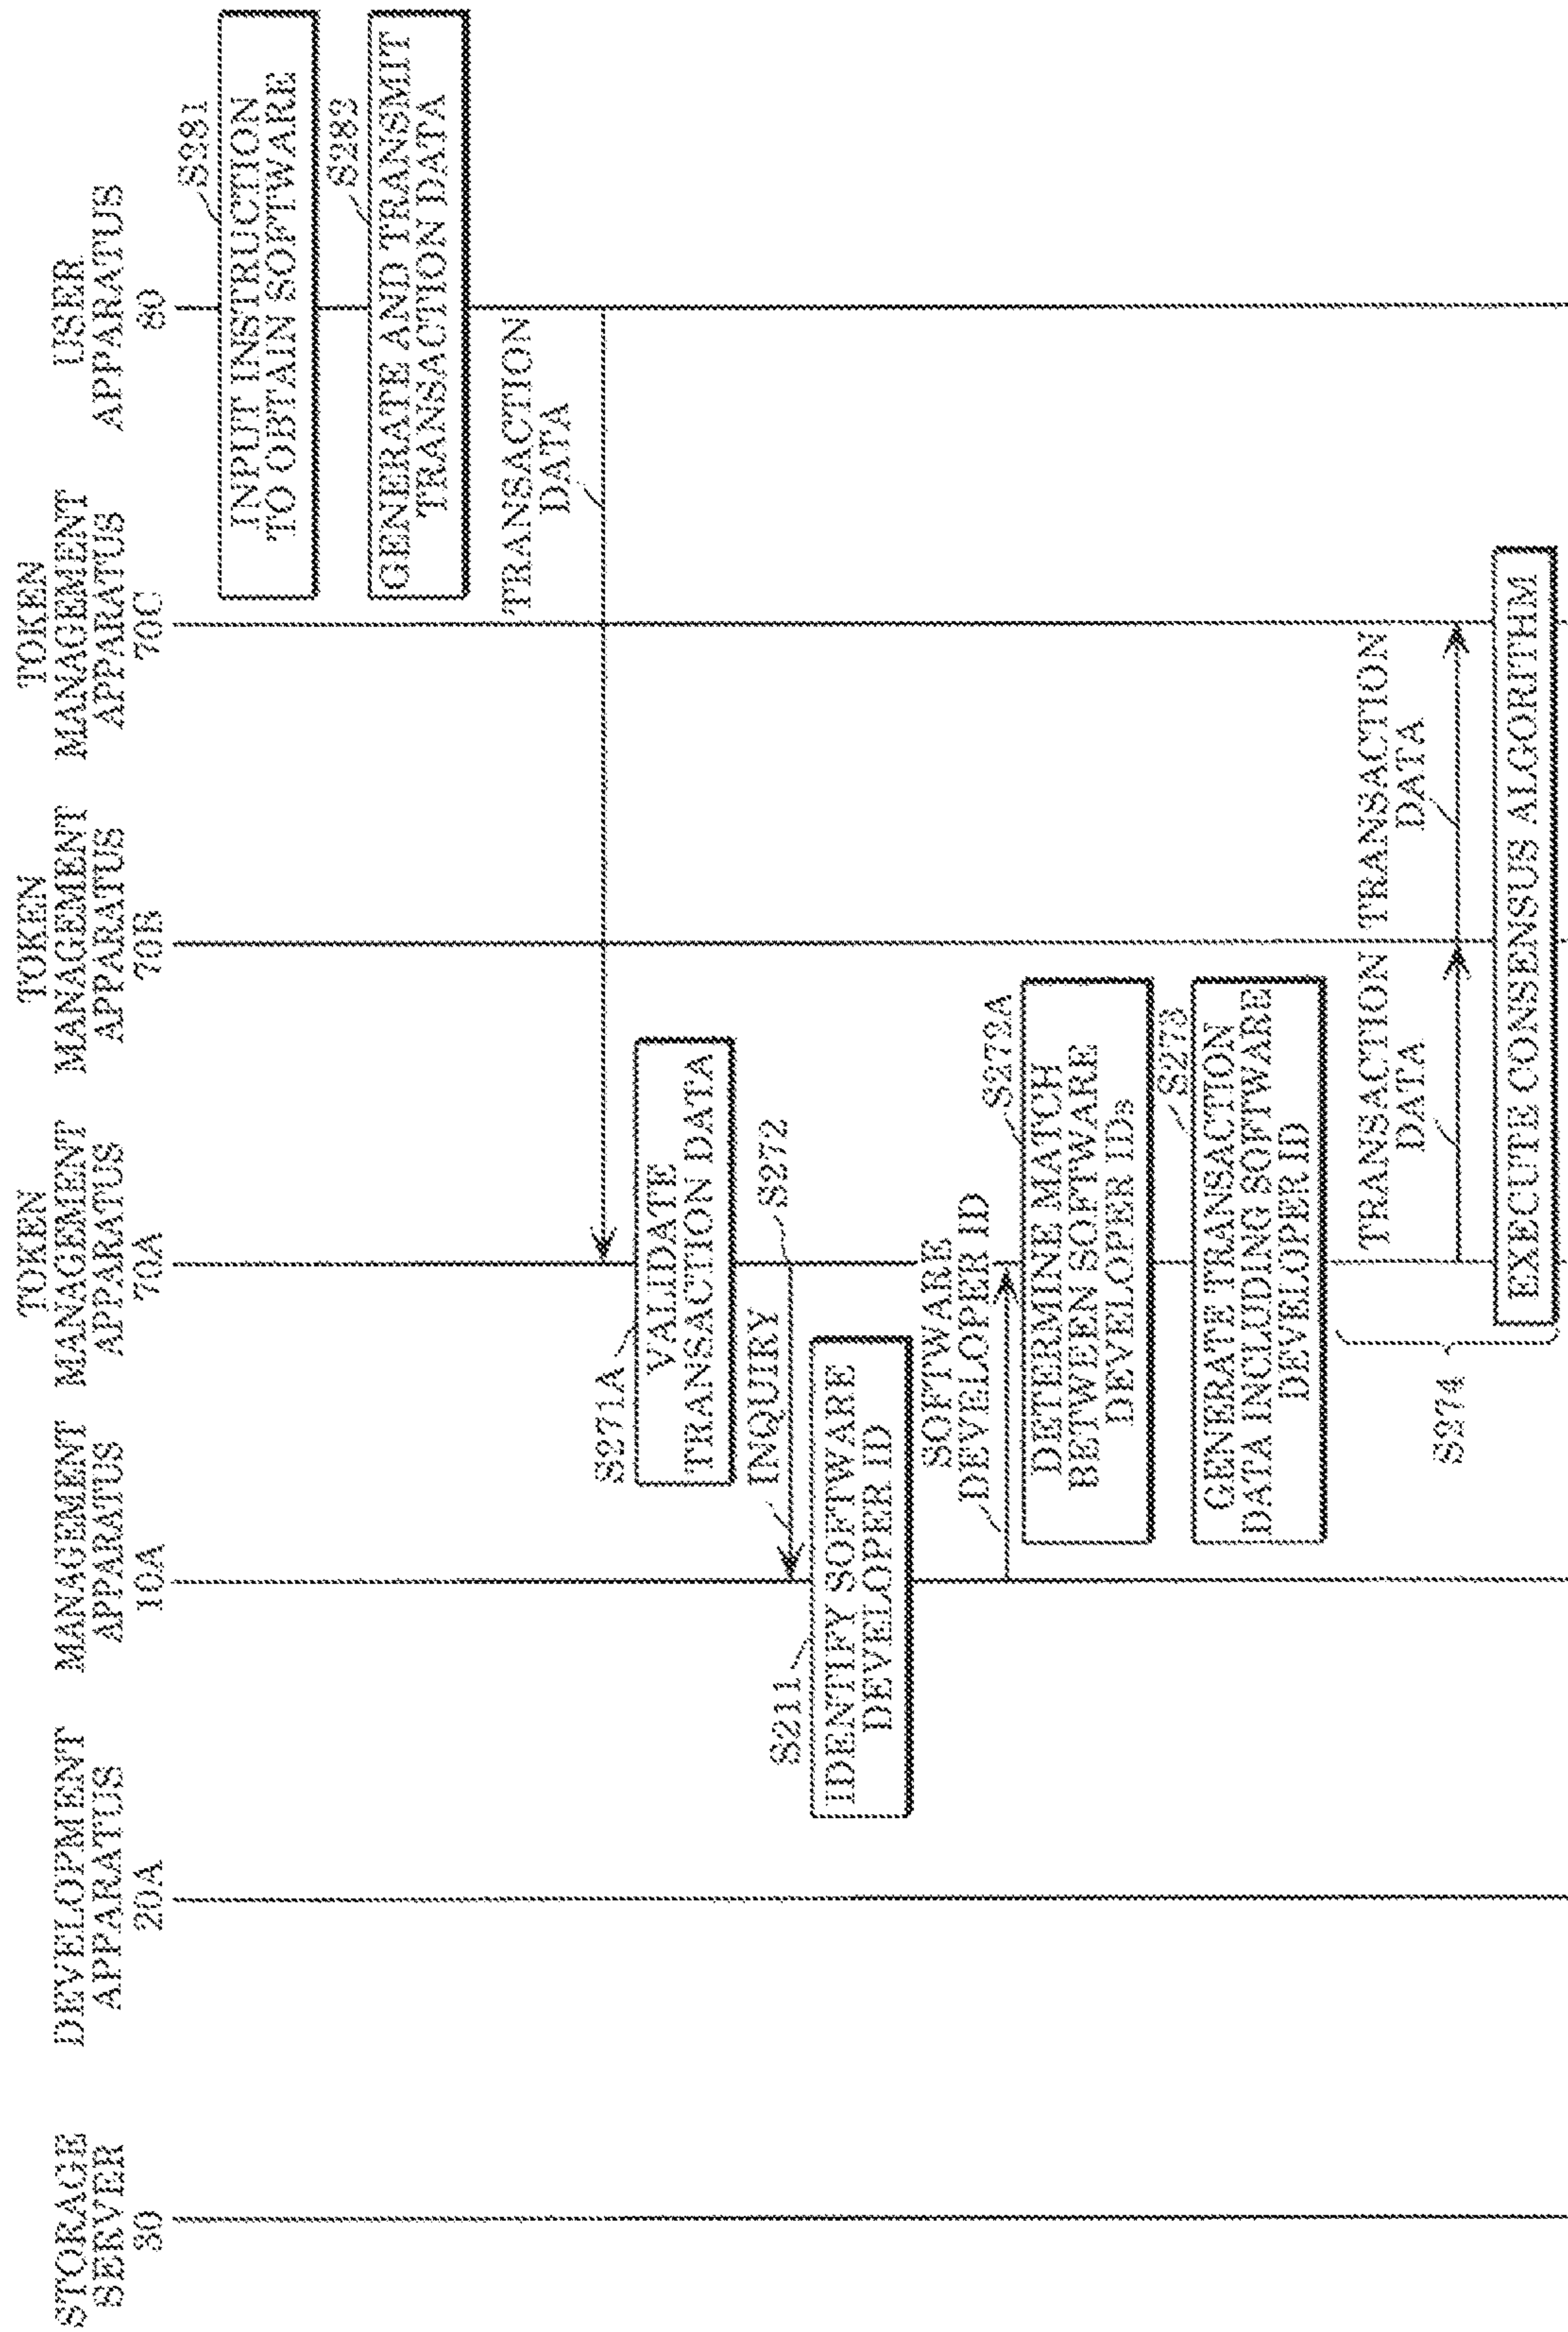 STORAGE
SERVER
30
DEVELOPMENT
APPARATUS
20A
MANAGEMENT
APPARATUS
10A
TOKEN
MANAGEMENT
APPARATUS
70A
TOKEN
MANAGEMENT
APPARATUS
70B
TOKEN
MANAGEMENT
APPARATUS
70C
USER
APPARATUS
80
S281
INPUT INSTRUCTION
TO OBTAIN SOFTWARE
S282
GENERATE AND TRANSMIT
TRANSACTION DATA
TRANSACTION
DATA
S271A
VALIDATE
TRANSACTION DATA
INQUIRY
S272
S211
IDENTIFY SOFTWARE
DEVELOPER ID
SOFTWARE
DEVELOPER ID
S272A
DETERMINE MATCH
BETWEEN SOFTWARE
DEVELOPER IDs
S273
GENERATE TRANSACTION
DATA INCLUDING SOFTWARE
DEVELOPER ID
S274
TRANSACTION
DATA
TRANSACTION
DATA
EXECUTE CONSENSUS ALGORITHM